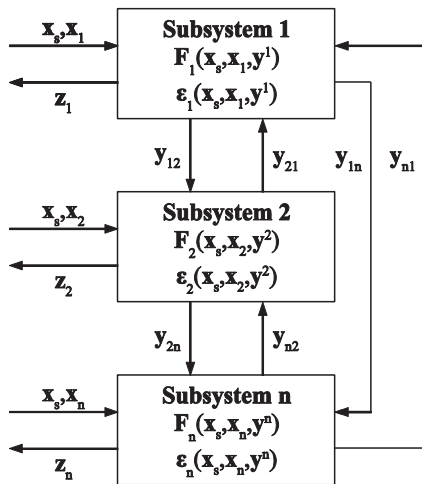 x_s,x_1
Subsystem 1
F_1(x_s,x_1,y^1)
ε_1(x_s,x_1,y^1)
z_1
y_12
y_21
y_1n
y_n1
x_s,x_2
Subsystem 2
F_2(x_s,x_2,y^2)
ε_2(x_s,x_2,y^2)
z_2
y_2n
y_n2
x_s,x_n
Subsystem n
F_n(x_s,x_n,y^n)
ε_n(x_s,x_n,y^n)
z_n